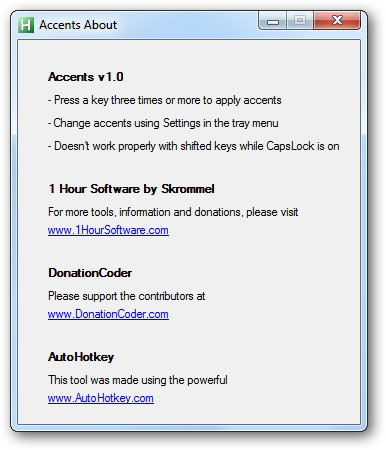 Accents About
Accents v1.0
- Press a key three times or more to apply accents
- Change accents using Settings in the tray menu
- Doesn't work properly with shifted keys while CapsLock is on
1 Hour Software by Skrommel
For more tools, information and donations, please visit
www.1HourSoftware.com
DonationCoder
Please support the contributors at
www.DonationCoder.com
AutoHotkey
This tool was made using the powerful
www.AutoHotkey.com